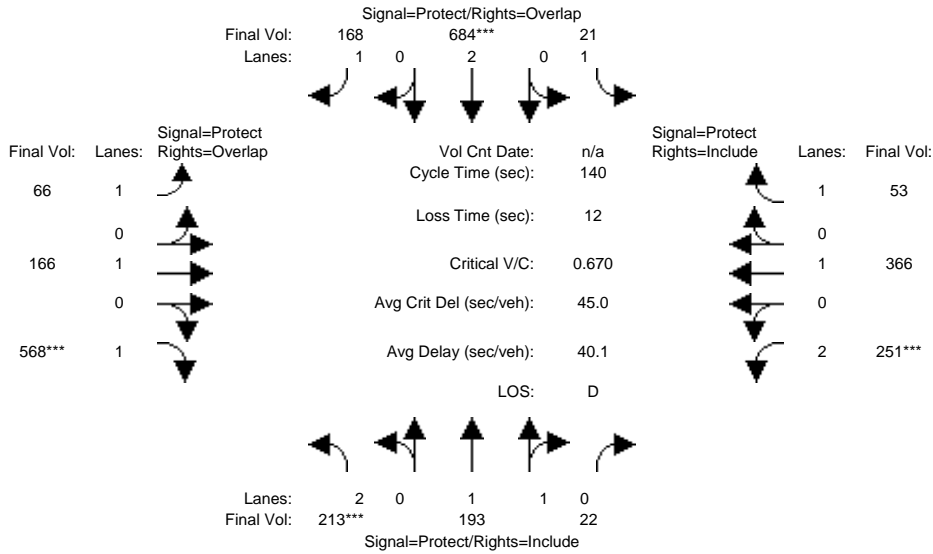 Signal=Protect/Rights=Overlap
Final Vol: 168 684*** 21
Lanes: 1 0 2 0 1
Signal=Protect Signal=Protect
Final Vol: Lanes: Rights=Overlap Vol Cnt Date: n/a Rights=Include Lanes: Final Vol:
Cycle Time (sec): 140
66 1 1 53
Loss Time (sec): 12
0 0
166 1 Critical V/C: 0.670 1 366
0 Avg Crit Del (sec/veh): 45.0 0
568*** 1 Avg Delay (sec/veh): 40.1 2 251***
LOS: D
Lanes: 2 0 1 1 0
Final Vol: 213*** 193 22
Signal=Protect/Rights=Include